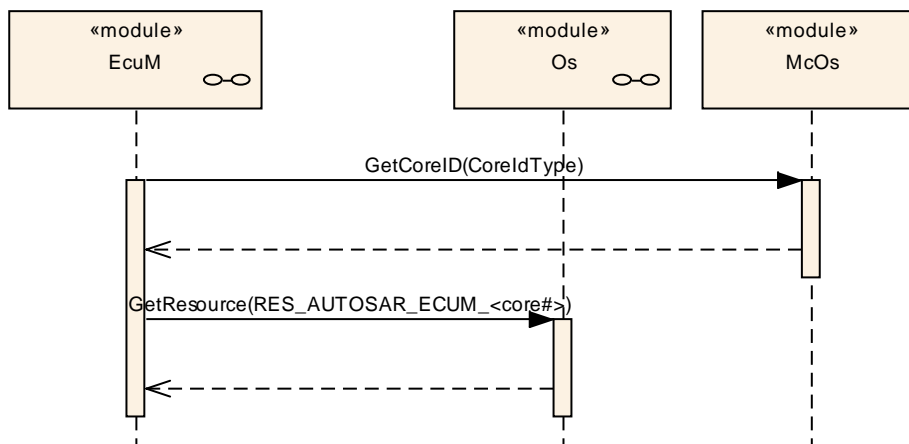 «module»
EcuM
«module»
Os
«module»
McOs
GetCoreID(CoreIdType)
GetResource(RES_AUTOSAR_ECUM_<core#>)